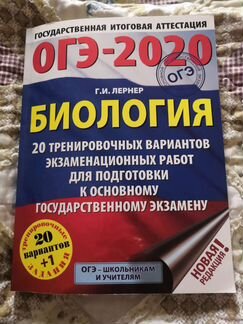 ГОСУДАРСТВЕННАЯ ИТОГОВАЯ АТТЕСТАЦИЯ
ОГЭ-2020
ОГЭ
Г.И. ЛЕРНЕР
БИОЛОГИЯ
20 ТРЕНИРОВОЧНЫХ ВАРИАНТОВ
ЭКЗАМЕНАЦИОННЫХ РАБОТ
ДЛЯ ПОДГОТОВКИ
К ОСНОВНОМУ
ГОСУДАРСТВЕННОМУ ЭКЗАМЕНУ
тренировочные
20
вариантов
+1
ЗАДАНИЯ
НОВАЯ
РЕДАКЦИЯ!
ОГЭ – ШКОЛЬНИКАМ
И УЧИТЕЛЯМ